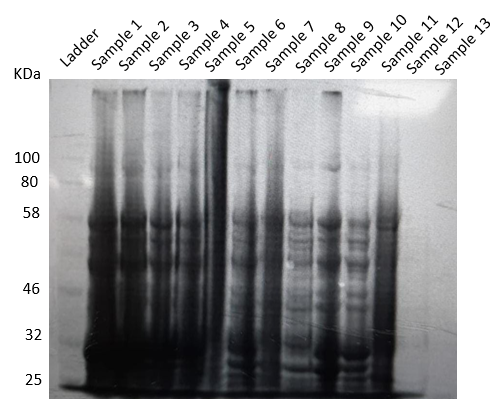 Ladder
Sample 1
Sample 2
Sample 3
Sample 4
Sample 5
Sample 6
Sample 7
Sample 8
Sample 9
Sample 10
Sample 11
Sample 12
Sample 13
KDa
100
80
58
46
32
25